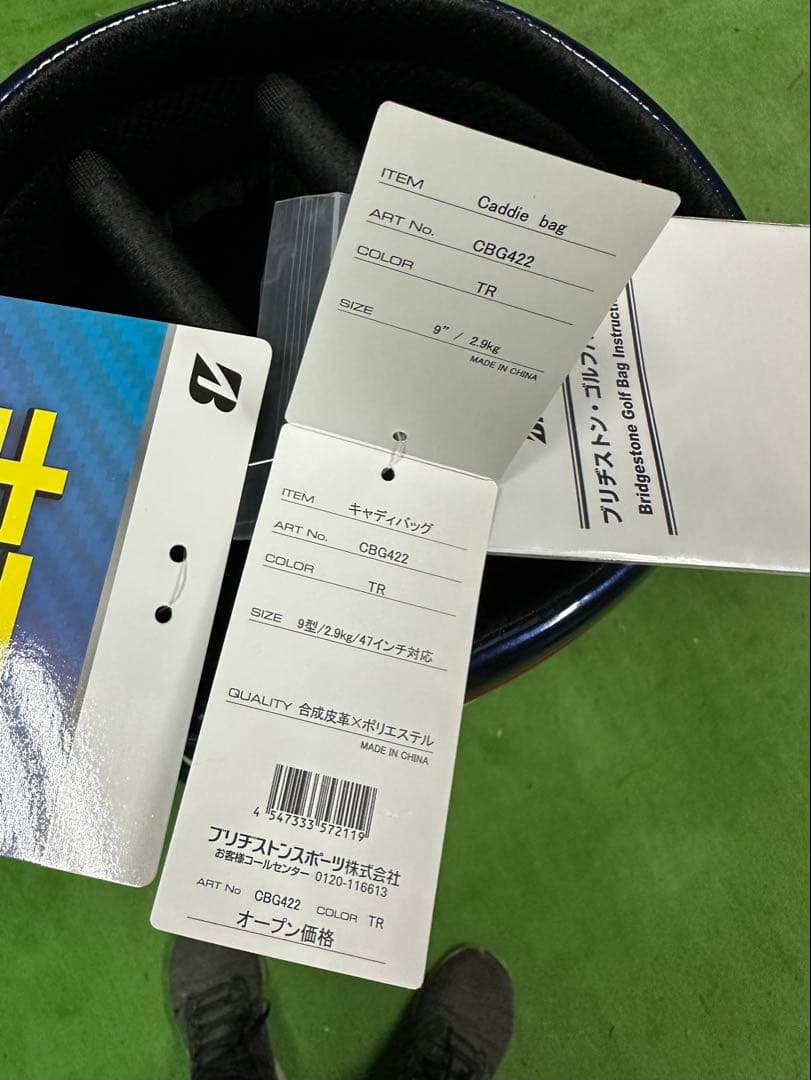 ITEM Caddie bag
ART No. CBG422
COLOR TR
SIZE 9" / 2.9kg
MADE IN CHINA
B
ブリヂストン・ゴルフ
Bridgestone Golf Bag
ITEM キャディバッグ
ART No. CBG422
COLOR TR
SIZE 9型/2.9kg/47インチ対応
QUALITY 合成皮革×ポリエステル
MADE IN CHINA
4 547333 572119
ブリヂストンスポーツ株式会社
お客様コールセンター 0120-116613
ART No CBG422 COLOR TR
オープン価格